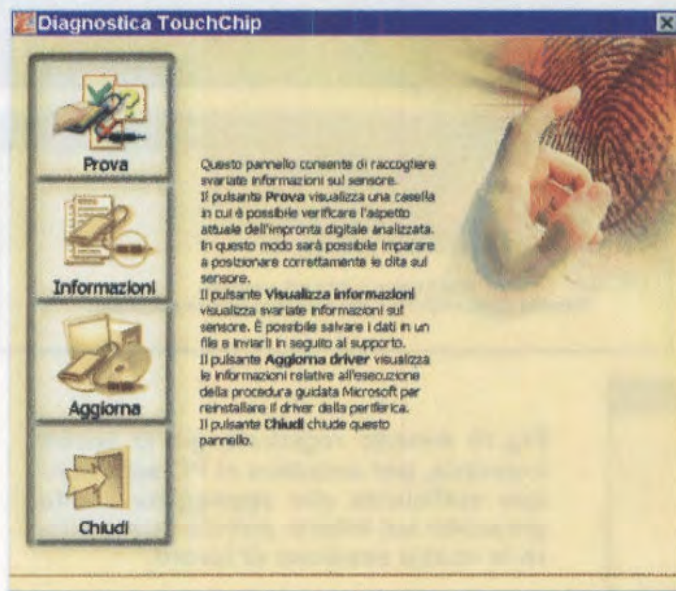 Diagnostica TouchChip
Prova
Informazioni
Aggiorna
Chiudi
Questo pannello consente di raccogliere
svariate informazioni sul sensore.
Il pulsante Prova visualizza una casella
in cui è possibile verificare l'aspetto
attuale dell'impronta digitale analizzata.
In questo modo sarà possibile imparare
a posizionare correttamente le dita sul
sensore.
Il pulsante Visualizza informazioni
visualizza svariate informazioni sul
sensore. È possibile salvare i dati in un
file e inviarli in seguito al supporto.
Il pulsante Aggiorna driver visualizza
le informazioni relative all'esecuzione
della procedura guidata Microsoft per
reinstallare il driver della periferica.
Il pulsante Chiudi chiude questo
pannello.